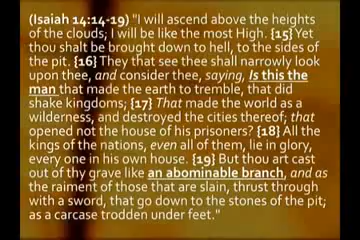 (Isaiah 14:14-19) "I will ascend above the heights
of the clouds; I will be like the most High. {15} Yet
thou shalt be brought down to hell, to the sides of
the pit. {16} They that see thee shall narrowly look
upon thee, and consider thee, saying, Is this the
man that made the earth to tremble, that did
shake kingdoms; {17} That made the world as a
wilderness, and destroyed the cities thereof; that
opened not the house of his prisoners? {18} All the
kings of the nations, even all of them, lie in glory,
every one in his own house. {19} But thou art cast
out of thy grave like an abominable branch, and as
the raiment of those that are slain, thrust through
with a sword, that go down to the stones of the pit;
as a carcase trodden under feet."